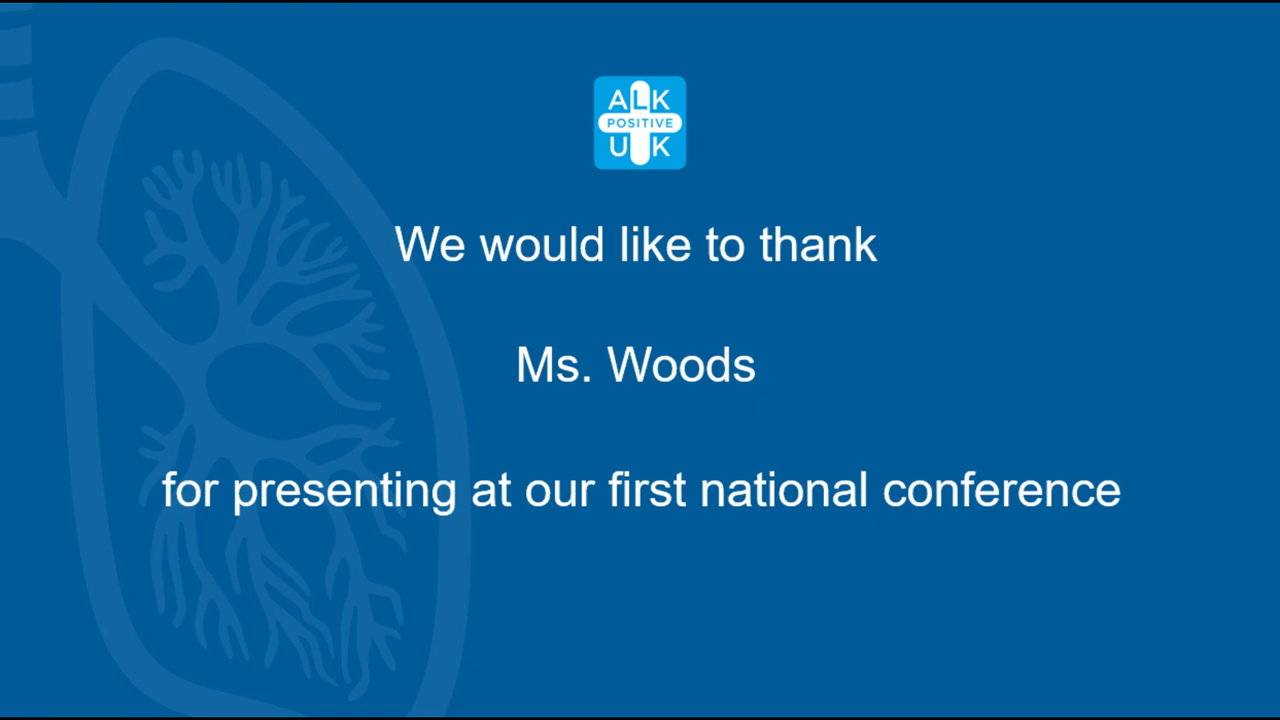 ALK
POSITIVE
UK
We would like to thank
Ms. Woods
for presenting at our first national conference